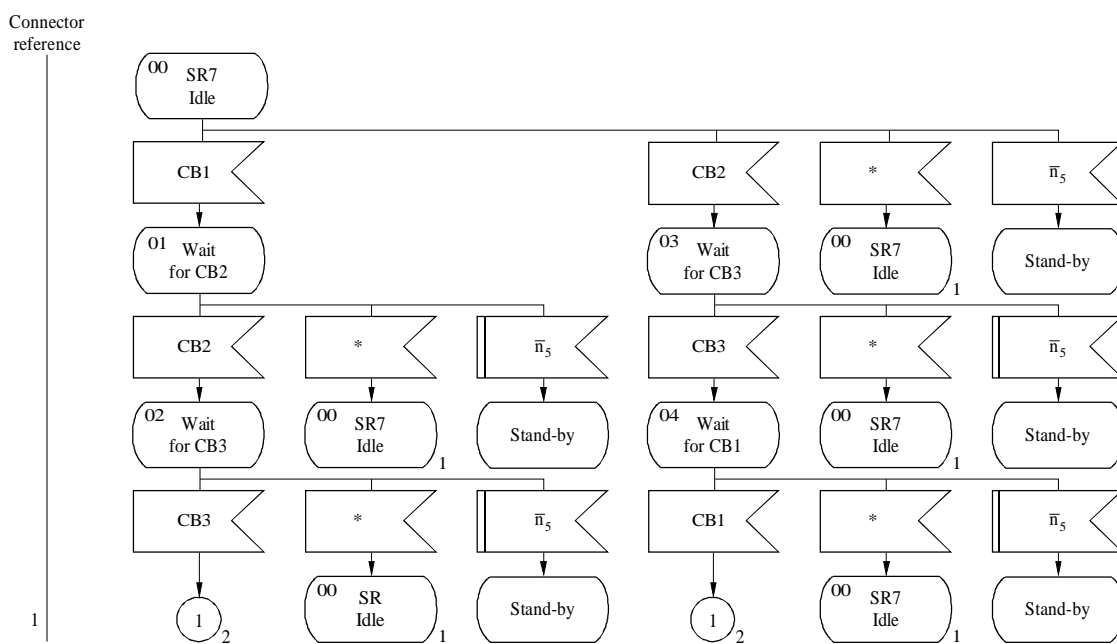 Connector
reference
00 SR7
Idle
CB1 CB2 * n̅5
01 Wait
for CB2
03 Wait
for CB3
00 SR7
Idle
1
Stand-by
CB2 * n̅5 CB3 * n̅5
02 Wait
for CB3
00 SR7
Idle
1
Stand-by
04 Wait
for CB1
00 SR7
Idle
1
Stand-by
CB3 * n̅5 CB1 * n̅5
1
1
2
00 SR
Idle
1
Stand-by
1
2
00 SR7
Idle
1
Stand-by